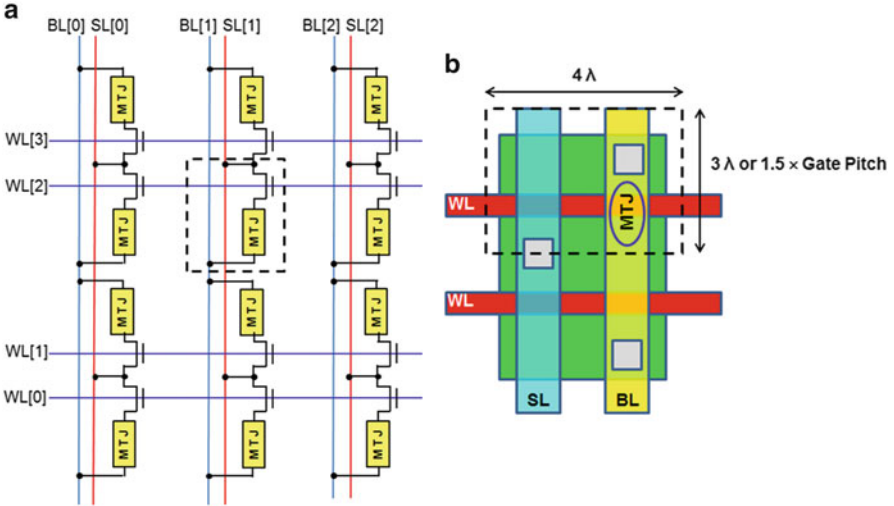 a
BL[0] SL[0]
BL[1] SL[1]
BL[2] SL[2]
MTJ
MTJ
MTJ
WL[3]
WL[2]
MTJ
MTJ
MTJ
MTJ
MTJ
MTJ
WL[1]
WL[0]
MTJ
MTJ
MTJ
b
4 λ
3 λ or 1.5 × Gate Pitch
WL
MTJ
WL
SL
BL